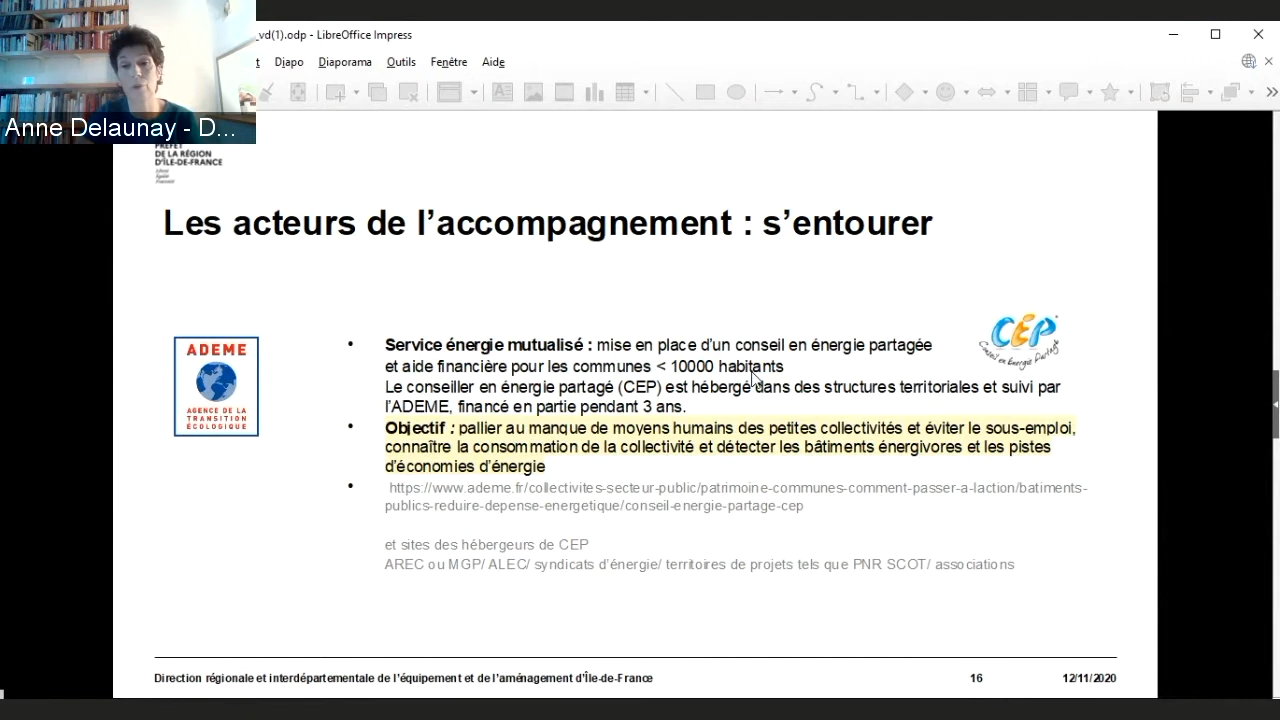 _vd(1).odp - LibreOffice Impress
t Djapo Diaporama Outils Fenêtre Aide
Anne Delaunay - D...
PRÉFET
DE LA RÉGION
D'ÎLE-DE-FRANCE
Liberté
Égalité
Fraternité
Les acteurs de l’accompagnement : s’entourer
ADEME
AGENCE DE LA
TRANSITION
ÉCOLOGIQUE
CEP
Conseil en Énergie Partagé
• Service énergie mutualisé : mise en place d’un conseil en énergie partagée
et aide financière pour les communes < 10000 habitants
Le conseiller en énergie partagé (CEP) est hébergé dans des structures territoriales et suivi par
l’ADEME, financé en partie pendant 3 ans.
• Objectif : pallier au manque de moyens humains des petites collectivités et éviter le sous-emploi,
connaître la consommation de la collectivité et détecter les bâtiments énergivores et les pistes
d’économies d’énergie
• https://www.ademe.fr/collectivites-secteur-public/patrimoine-communes-comment-passer-a-laction/batiments-
publics-reduire-depense-energetique/conseil-energie-partage-cep
et sites des hébergeurs de CEP
AREC ou MGP/ ALEC/ syndicats d’énergie/ territoires de projets tels que PNR SCOT/ associations
Direction régionale et interdépartementale de l’équipement et de l’aménagement d’Île-de-France 16 12/11/2020